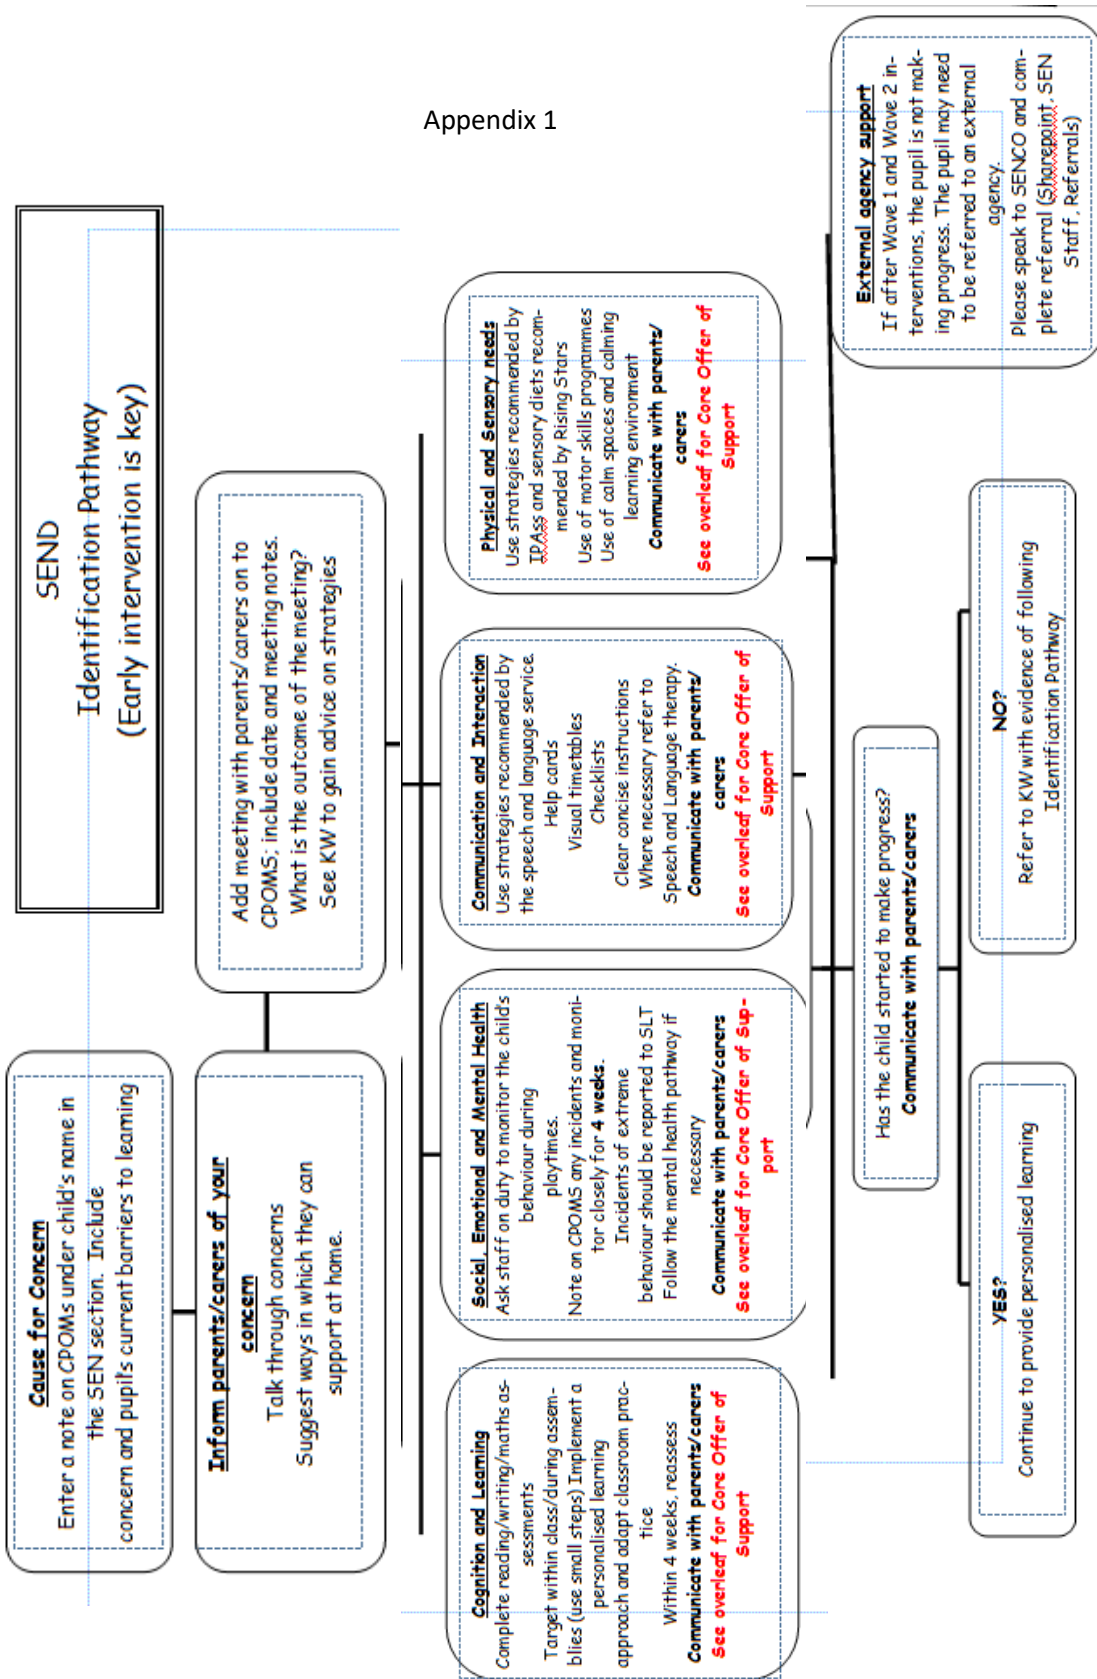 Appendix 1
SEND
Identification Pathway
(Early intervention is key)
Cause for Concern
Enter a note on CPOMs under child's name in
the SEN section. Include
concern and pupil's current barriers to learning
Inform parents/carers of your
concern
Talk through concerns
Suggest ways in which they can
support at home.
Add meeting with parents/carers on to
CPOMS; include date and meeting notes.
What is the outcome of the meeting?
See KW to gain advice on strategies
Cognition and Learning
Complete reading/writing/maths as-
sessments
Target within class/during assem-
blies (use small steps) Implement a
personalised learning
approach and adapt classroom prac-
tice
Within 4 weeks, reassess
Communicate with parents/carers
See overleaf for Core Offer of
Support
Social, Emotional and Mental Health
Ask staff on duty to monitor the child's
behaviour during
playtimes.
Note on CPOMS any incidents and moni-
tor closely for 4 weeks.
Incidents of extreme
behaviour should be reported to SLT
Follow the mental health pathway if
necessary
Communicate with parents/carers
See overleaf for Core Offer of Sup-
port
Communication and Interaction
Use strategies recommended by
the speech and language service.
Help cards
Visual timetables
Checklists
Clear concise instructions
Where necessary refer to
Speech and Language therapy.
Communicate with parents/
carers
See overleaf for Core Offer of
Support
Physical and Sensory needs
Use strategies recommended by
IPAss and sensory diets recom-
mended by Rising Stars
Use of motor skills programmes
Use of calm spaces and calming
learning environment
Communicate with parents/
carers
See overleaf for Core Offer of
Support
Has the child started to make progress?
Communicate with parents/carers
External agency support
If after Wave 1 and Wave 2 in-
terventions, the pupil is not mak-
ing progress. The pupil may need
to be referred to an external
agency.
Please speak to SENCO and com-
plete referral (Sharepoint, SEN
Staff, Referrals)
YES?
Continue to provide personalised learning
NO?
Refer to KW with evidence of following
Identification Pathway